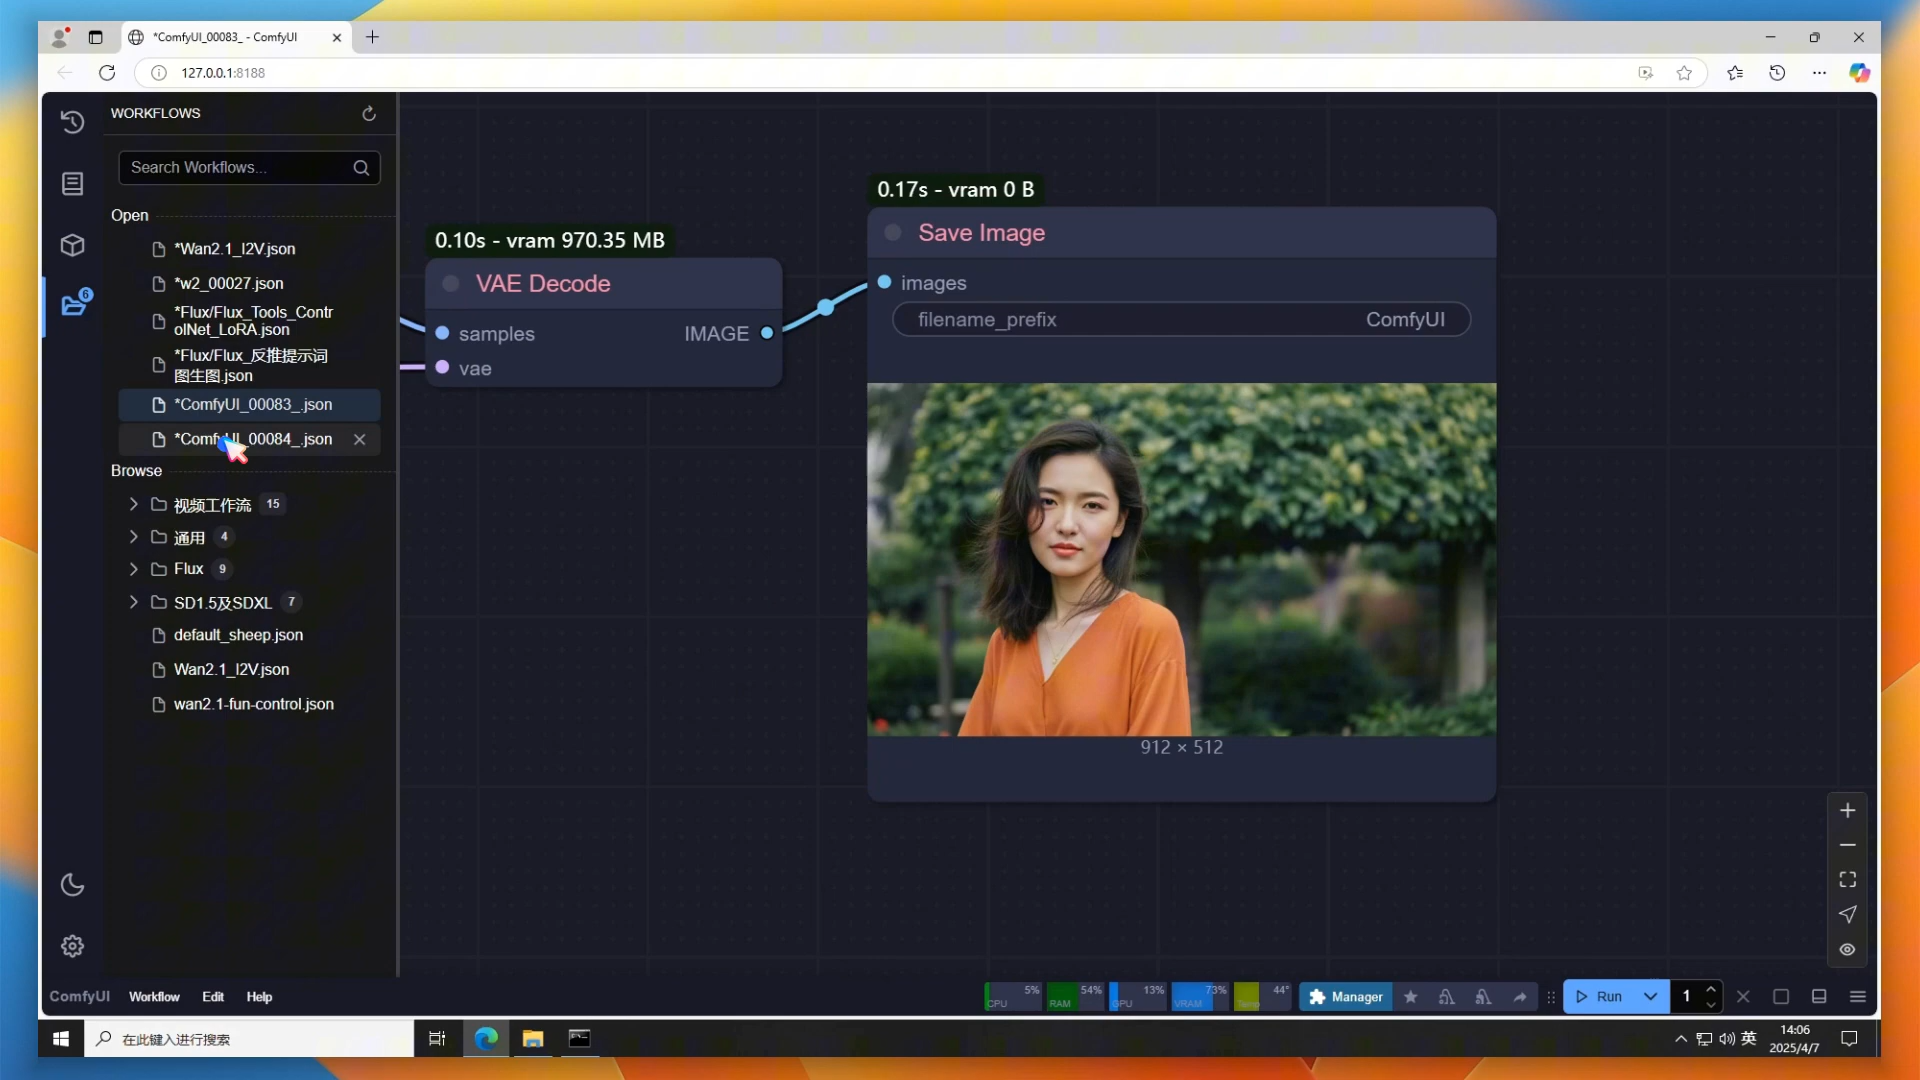 *ComfyUI_00083_ - ComfyUI
127.0.0.1:8188
WORKFLOWS
Search Workflows...
Open
*Wan2.1_I2V.json
*w2_00027.json
*Flux/Flux_Tools_Contr
olNet_LoRA.json
*Flux/Flux_反推提示词
图生图.json
*ComfyUI_00083_.json
*ComfyUI_00084_.json
Browse
视频工作流 15
通用 4
Flux 9
SD1.5及SDXL 7
default_sheep.json
Wan2.1_I2V.json
wan2.1-fun-control.json
6
0.10s - vram 970.35 MB
VAE Decode
samples IMAGE
vae
0.17s - vram 0 B
Save Image
images
filename_prefix ComfyUI
912 × 512
ComfyUI Workflow Edit Help
CPU 5% RAM 54% GPU 13% VRAM 73% Temp 44°
Manager
Run 1
在此键入进行搜索
英
14:06
2025/4/7